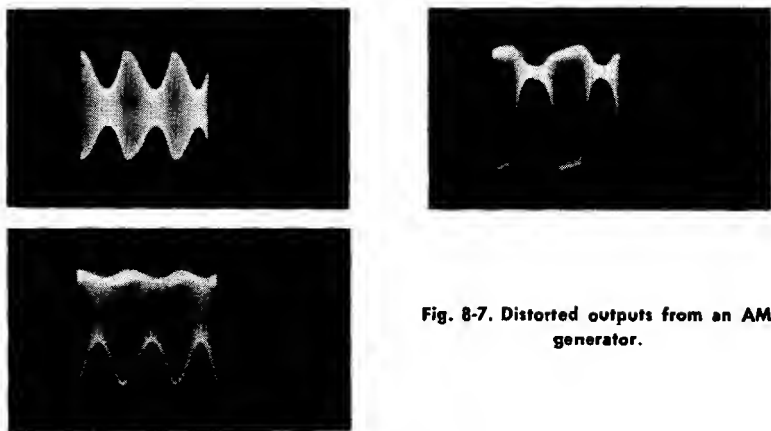 Fig. 8-7. Distorted outputs from an AM
generator.